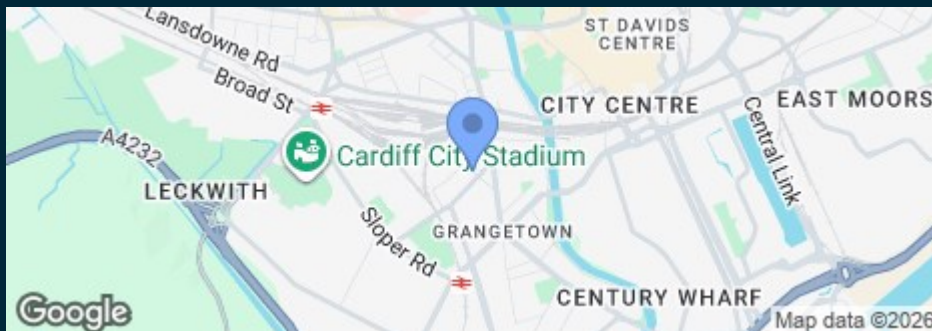 Lansdowne Rd
ST DAVIDS
CENTRE
Broad St
CITY CENTRE
EAST MOORS
A4232
Cardiff City Stadium
Central Link
LECKWITH
Sloper Rd
GRANGETOWN
CENTURY WHARF
Google
Map data ©2026